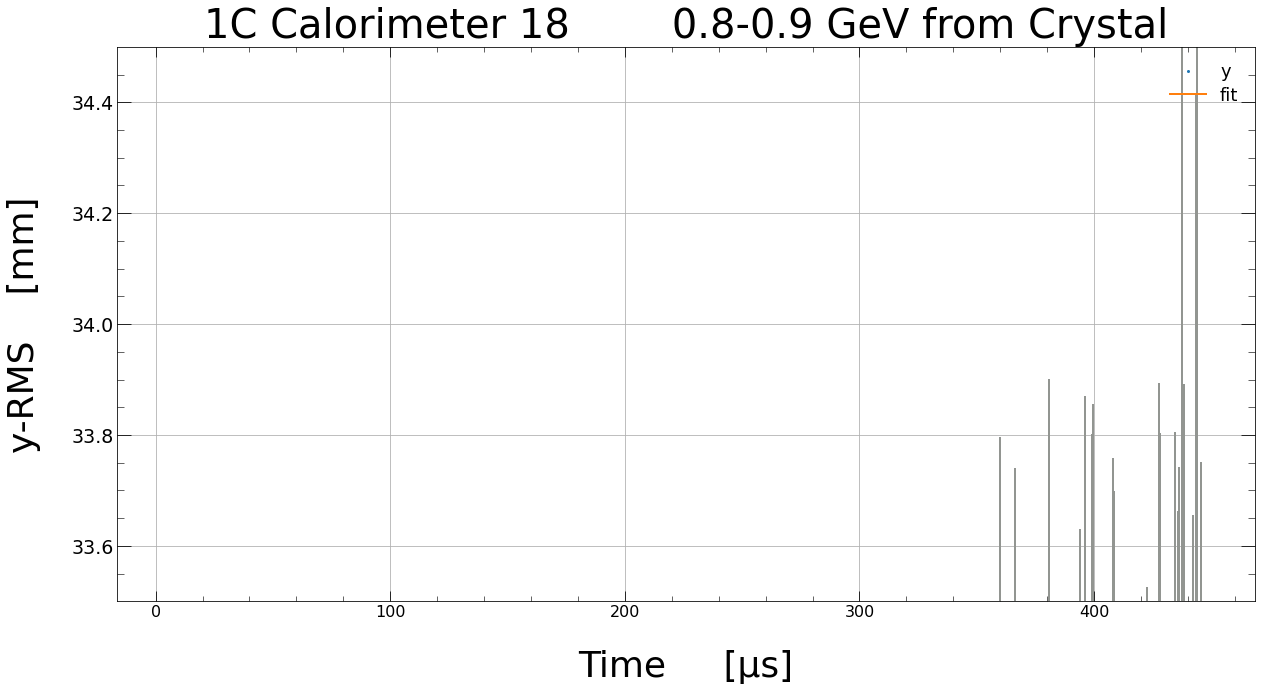 1C Calorimeter 18 0.8-0.9 GeV from Crystal
y
fit
34.4
34.2
34.0
33.8
33.6
y-RMS [mm]
0 100 200 300 400
Time [µs]